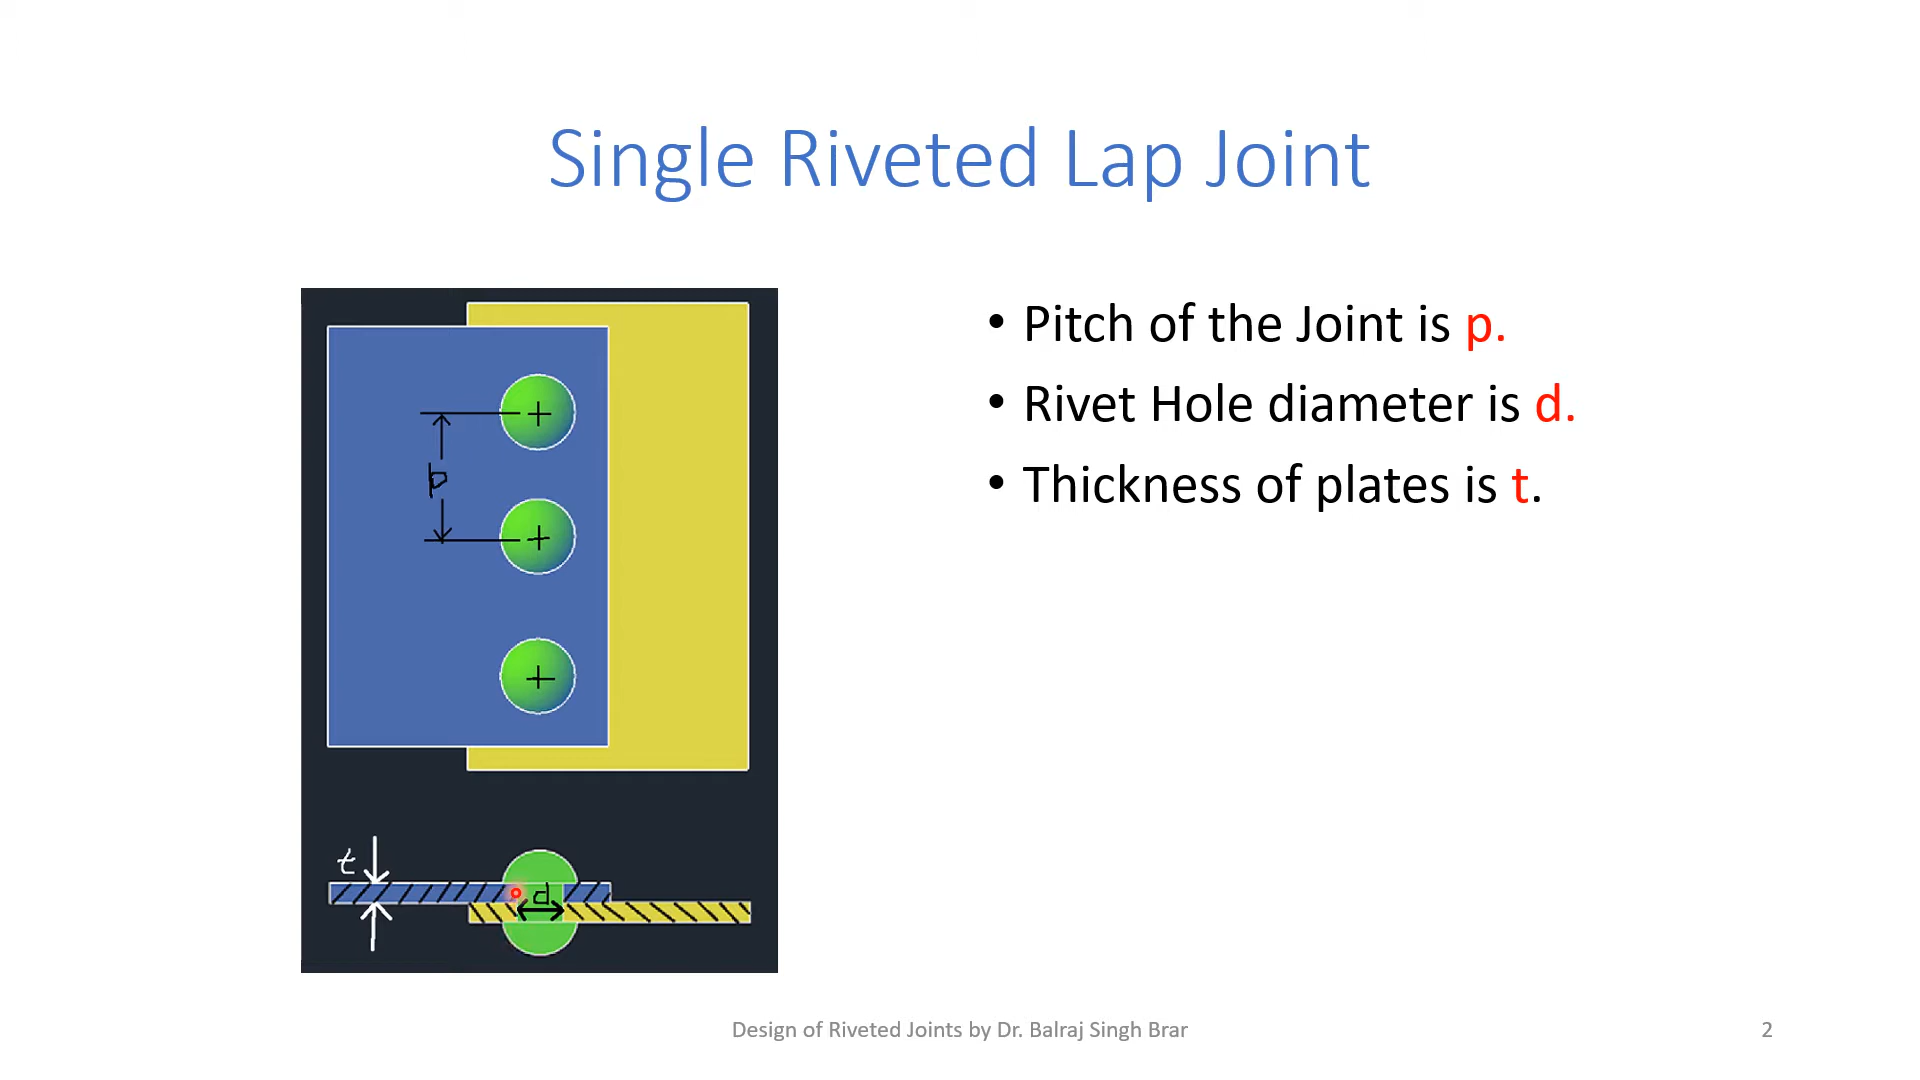 Single Riveted Lap Joint
• Pitch of the Joint is p.
• Rivet Hole diameter is d.
• Thickness of plates is t.
p
t
d
Design of Riveted Joints by Dr. Balraj Singh Brar
2